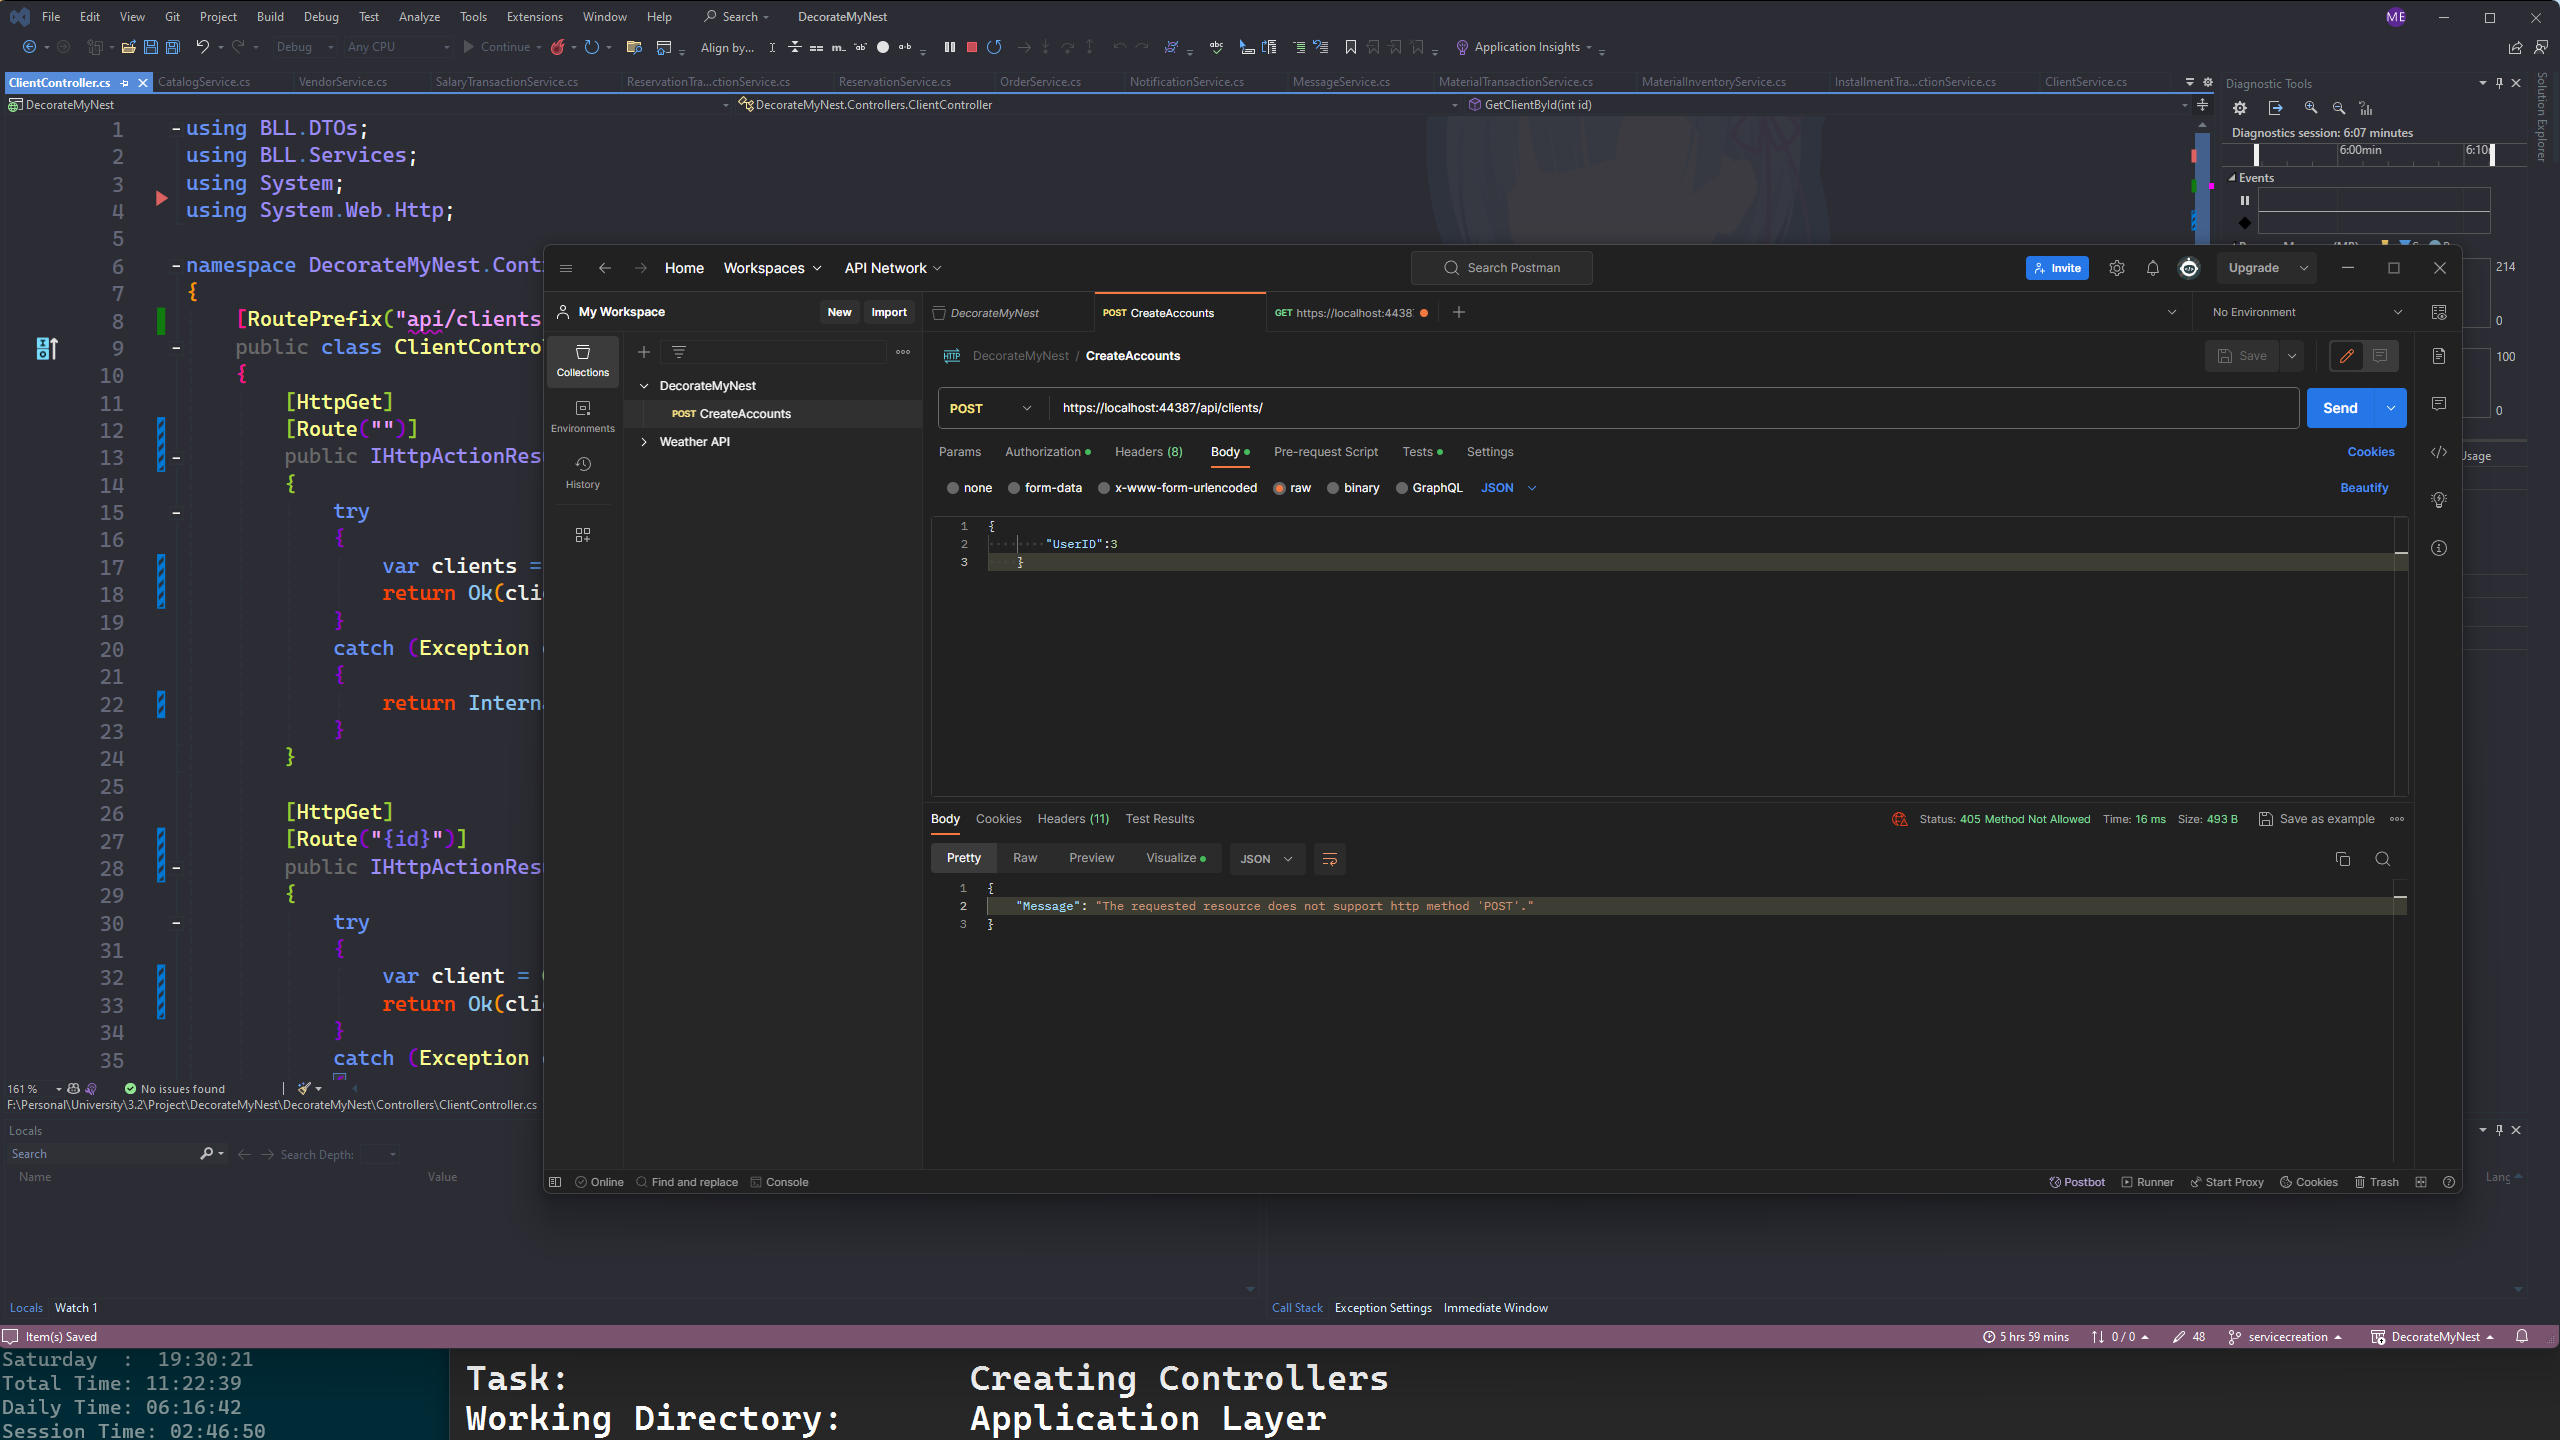 File Edit View Git Project Build Debug Test Analyze Tools Extensions Window Help Search DecorateMyNest ME
Debug Any CPU Continue Align by... Application Insights
ClientController.cs CatalogService.cs VendorService.cs SalaryTransactionService.cs ReservationTra...ctionService.cs ReservationService.cs OrderService.cs NotificationService.cs MessageService.cs MaterialTransactionService.cs MaterialInventoryService.cs InstallmentTra...ctionService.cs ClientService.cs
DecorateMyNest DecorateMyNest.Controllers.ClientController GetClientById(int id)
1 using BLL.DTOs;
2 using BLL.Services;
3 using System;
4 using System.Web.Http;
5
6 namespace DecorateMyNest.Cont
7 {
8 [RoutePrefix("api/clients
9 public class ClientContro
10 {
11 [HttpGet]
12 [Route("")]
13 public IHttpActionRes
14 {
15 try
16 {
17 var clients =
18 return Ok(cli
19 }
20 catch (Exception
21 {
22 return Intern
23 }
24 }
25
26 [HttpGet]
27 [Route("{id}")]
28 public IHttpActionRes
29 {
30 try
31 {
32 var client =
33 return Ok(cli
34 }
35 catch (Exception
161 % No issues found
F:\Personal\University\3.2\Project\DecorateMyNest\DecorateMyNest\Controllers\ClientController.cs
Diagnostic Tools
Solution Explorer
Diagnostics session: 6:07 minutes
6:00min 6:10
Events
214
0
100
0
Usage
Home Workspaces API Network Search Postman Invite Upgrade
My Workspace New Import DecorateMyNest POST CreateAccounts GET https://localhost:4438 No Environment
Collections
Environments
History
DecorateMyNest
POST CreateAccounts
Weather API
HTTP DecorateMyNest / CreateAccounts Save
POST https://localhost:44387/api/clients/ Send
Params Authorization Headers (8) Body Pre-request Script Tests Settings Cookies
none form-data x-www-form-urlencoded raw binary GraphQL JSON Beautify
1 {
2 "UserID":3
3 }
Body Cookies Headers (11) Test Results Status: 405 Method Not Allowed Time: 16 ms Size: 493 B Save as example
Pretty Raw Preview Visualize JSON
1 {
2 "Message": "The requested resource does not support http method 'POST'."
3 }
Online Find and replace Console Postbot Runner Start Proxy Cookies Trash
Locals
Search Search Depth:
Name Value Lang
Locals Watch 1 Call Stack Exception Settings Immediate Window
Item(s) Saved 5 hrs 59 mins 0 / 0 48 servicecreation DecorateMyNest
Saturday : 19:30:21
Total Time: 11:22:39
Daily Time: 06:16:42
Session Time: 02:46:50
Task: Creating Controllers
Working Directory: Application Layer